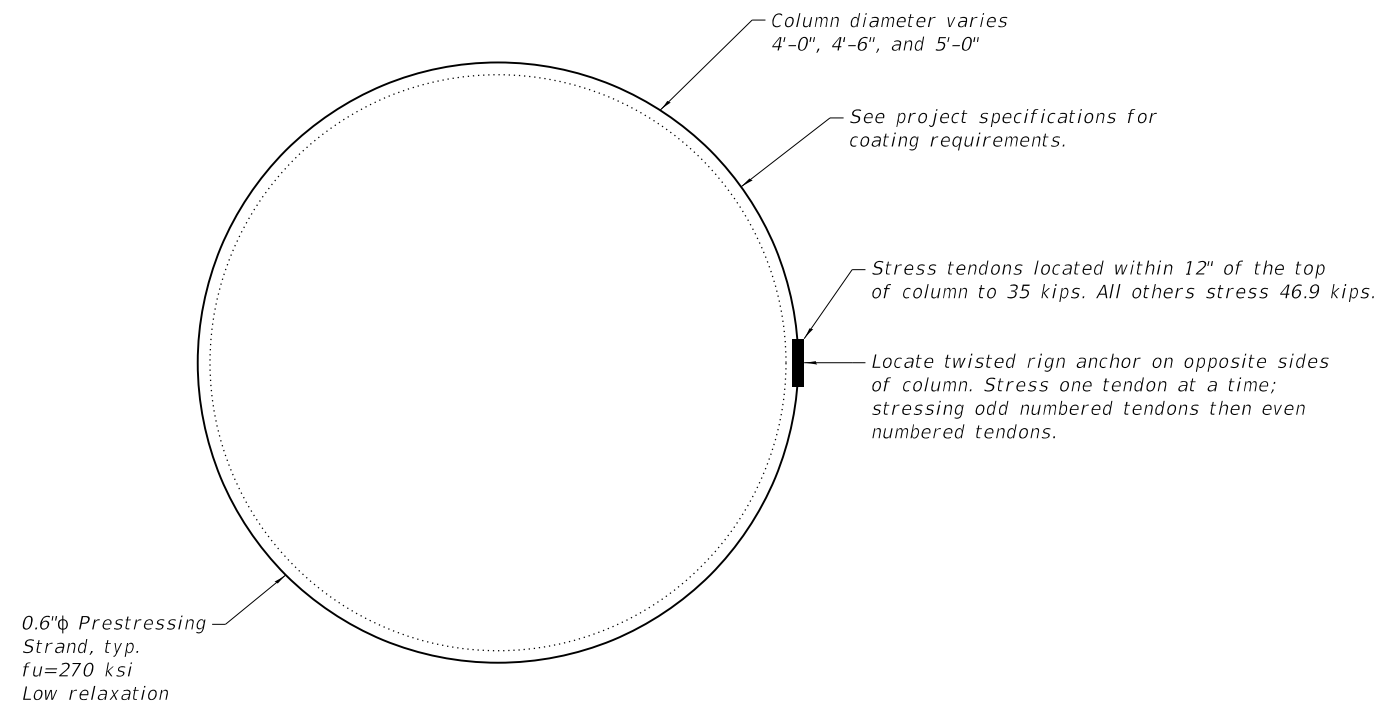 Column diameter varies
4'-0", 4'-6", and 5'-0"
See project specifications for
coating requirements.
Stress tendons located within 12" of the top
of column to 35 kips. All others stress 46.9 kips.
Locate twisted rign anchor on opposite sides
of column. Stress one tendon at a time;
stressing odd numbered tendons then even
numbered tendons.
0.6"ϕ Prestressing
Strand, typ.
fu=270 ksi
Low relaxation